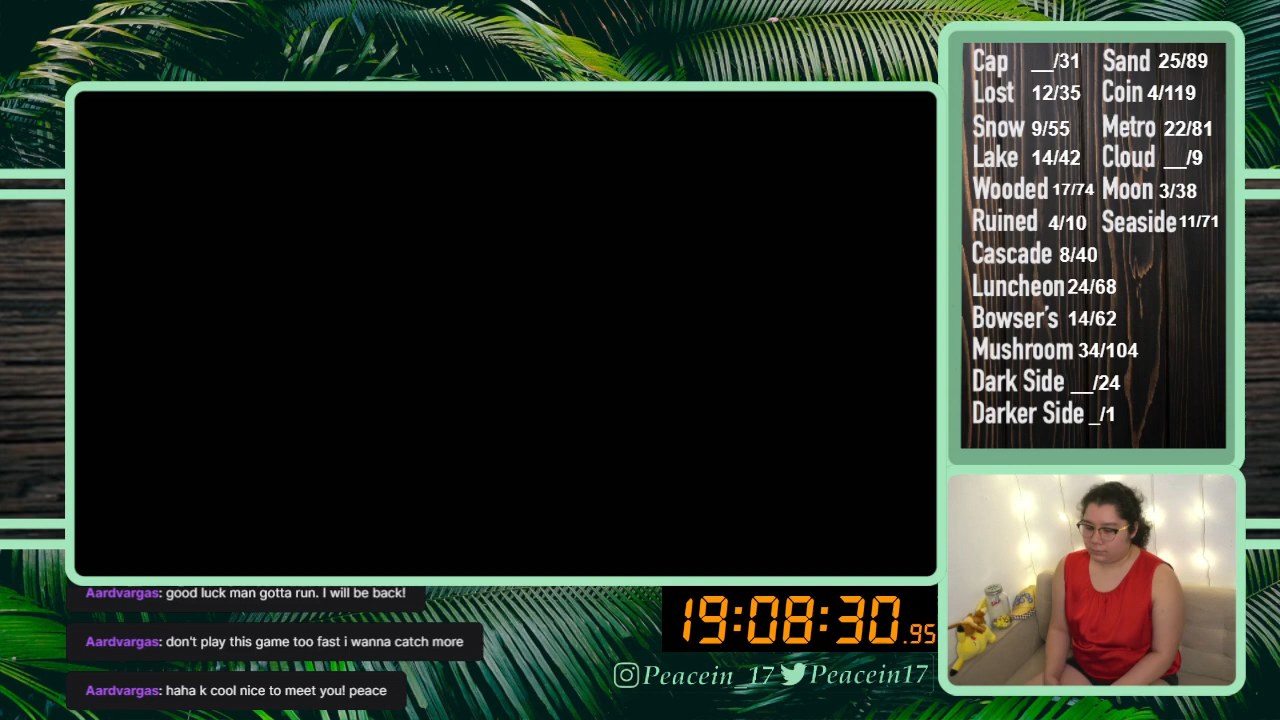 Cap __/31 Sand 25/89
Lost 12/35 Coin 4/119
Snow 9/55 Metro 22/81
Lake 14/42 Cloud __/9
Wooded 17/74 Moon 3/38
Ruined 4/10 Seaside 11/71
Cascade 8/40
Luncheon 24/68
Bowser's 14/62
Mushroom 34/104
Dark Side __/24
Darker Side _/1
Aardvargas: good luck man gotta run. I will be back!
Aardvargas: don't play this game too fast i wanna catch more
Aardvargas: haha k cool nice to meet you! peace
19:08:30.95
Peacein_17 Peacein17